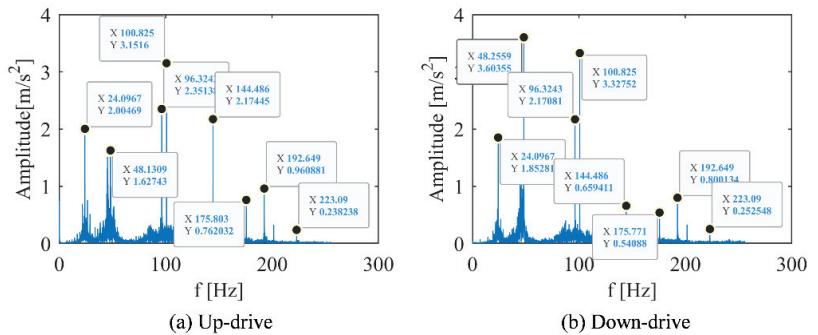 4
3
2
1
0
Amplitude[m/s²]
X 100.825
Y 3.1516
X 24.0967
Y 2.00469
X 96.3243
Y 2.35138
X 144.486
Y 2.17445
X 48.1309
Y 1.62743
X 192.649
Y 0.960881
X 175.803
Y 0.762032
X 223.09
Y 0.238238
0 100 200 300
f [Hz]
(a) Up-drive
4
3
2
1
0
Amplitude [m/s²]
X 48.2559
Y 3.60355
X 96.3243
Y 2.17081
X 100.825
Y 3.32752
X 24.0967
Y 1.85281
X 144.486
Y 0.659411
X 192.649
Y 0.800134
X 175.771
Y 0.54088
X 223.09
Y 0.252548
0 100 200 300
f [Hz]
(b) Down-drive